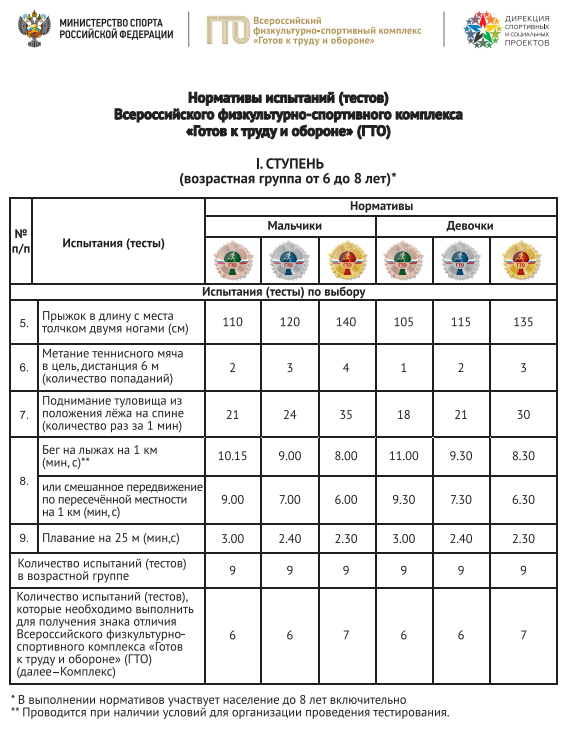 МИНИСТЕРСТВО СПОРТА
РОССИЙСКОЙ ФЕДЕРАЦИИ
ГТО
Всероссийский
физкультурно-спортивный комплекс
«Готов к труду и обороне»
ДИРЕКЦИЯ
СПОРТИВНЫХ
И СОЦИАЛЬНЫХ
ПРОЕКТОВ
Нормативы испытаний (тестов)
Всероссийского физкультурно-спортивного комплекса
«Готов к труду и обороне» (ГТО)
I. СТУПЕНЬ
(возрастная группа от 6 до 8 лет)*
№
п/п
Испытания (тесты)
Нормативы
Мальчики
Девочки
ГТО ГТО ГТО ГТО ГТО ГТО
Испытания (тесты) по выбору
5.
Прыжок в длину с места
толчком двумя ногами (см)
110 120 140 105 115 135
6.
Метание теннисного мяча
в цель, дистанция 6 м
(количество попаданий)
2 3 4 1 2 3
7.
Поднимание туловища из
положения лёжа на спине
(количество раз за 1 мин)
21 24 35 18 21 30
8.
Бег на лыжах на 1 км
(мин, с)**
10.15 9.00 8.00 11.00 9.30 8.30
или смешанное передвижение
по пересечённой местности
на 1 км (мин, с)
9.00 7.00 6.00 9.30 7.30 6.30
9.
Плавание на 25 м (мин,с)
3.00 2.40 2.30 3.00 2.40 2.30
Количество испытаний (тестов)
в возрастной группе
9 9 9 9 9 9
Количество испытаний (тестов),
которые необходимо выполнить
для получения знака отличия
Всероссийского физкультурно-
спортивного комплекса «Готов
к труду и обороне» (ГТО)
(далее–Комплекс)
6 6 7 6 6 7
* В выполнении нормативов участвует население до 8 лет включительно
** Проводится при наличии условий для организации проведения тестирования.